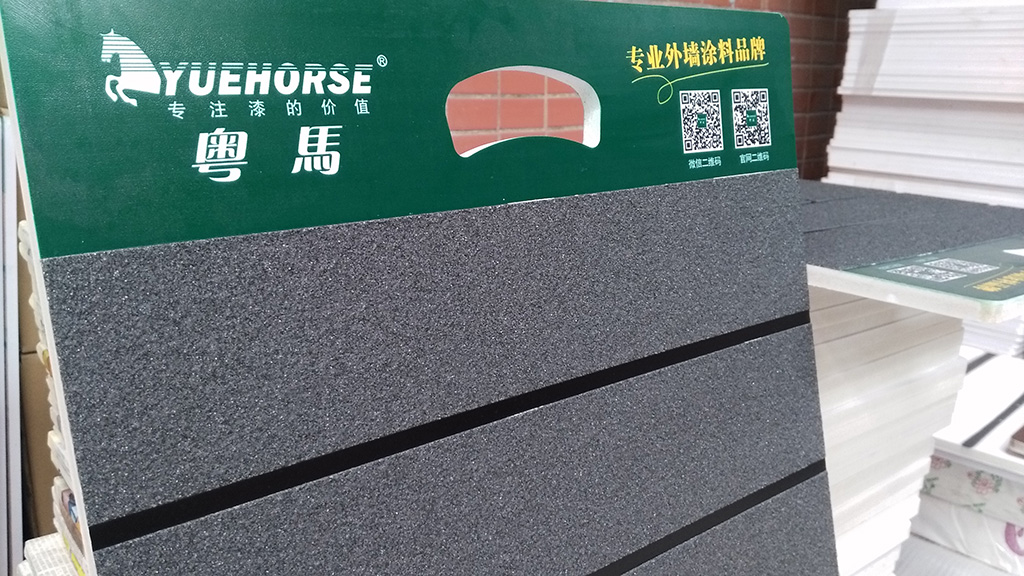 YUEHORSE®
专注漆的价值
粤馬
专业外墙涂料品牌
微信二维码
官网二维码